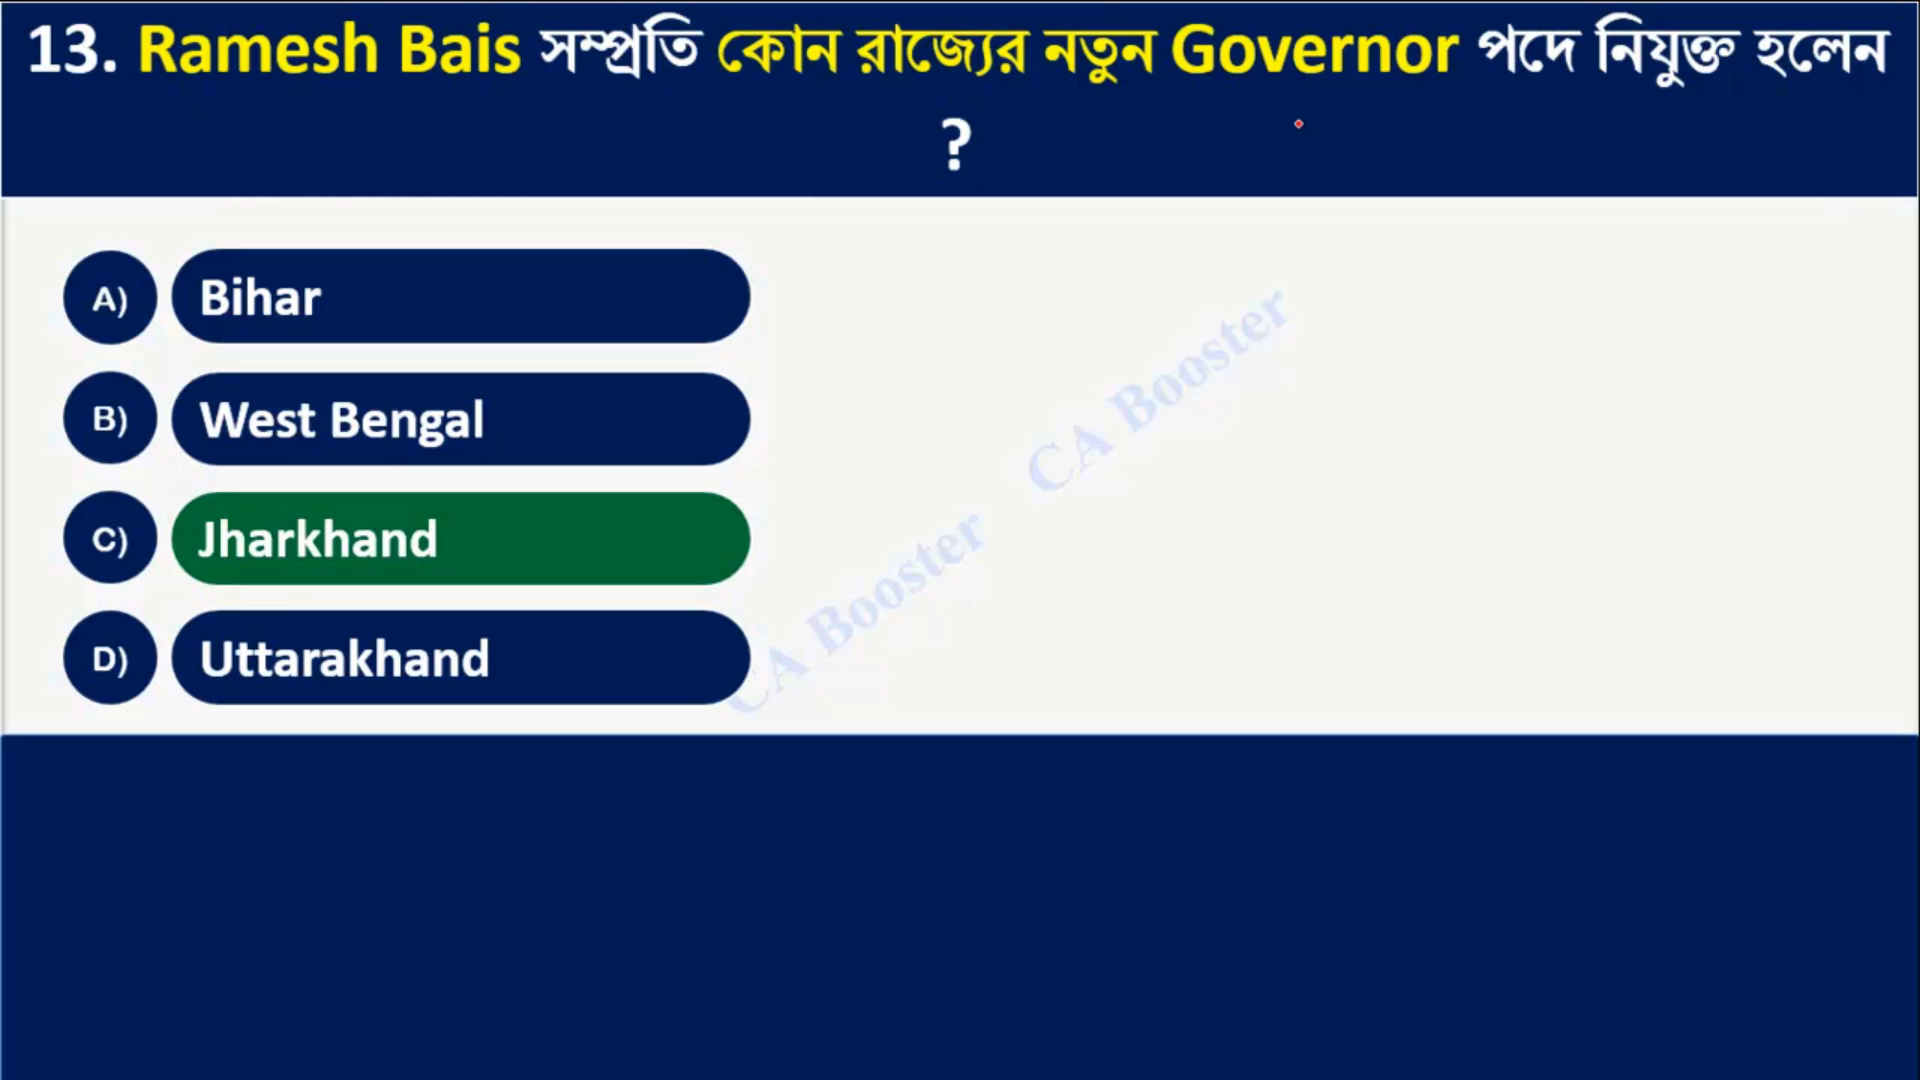 13. Ramesh Bais সম্প্রতি কোন রাজ্যের নতুন Governor পদে নিযুক্ত হলেন
?
A) Bihar
B) West Bengal
C) Jharkhand
D) Uttarakhand
CA Booster
CA Booster